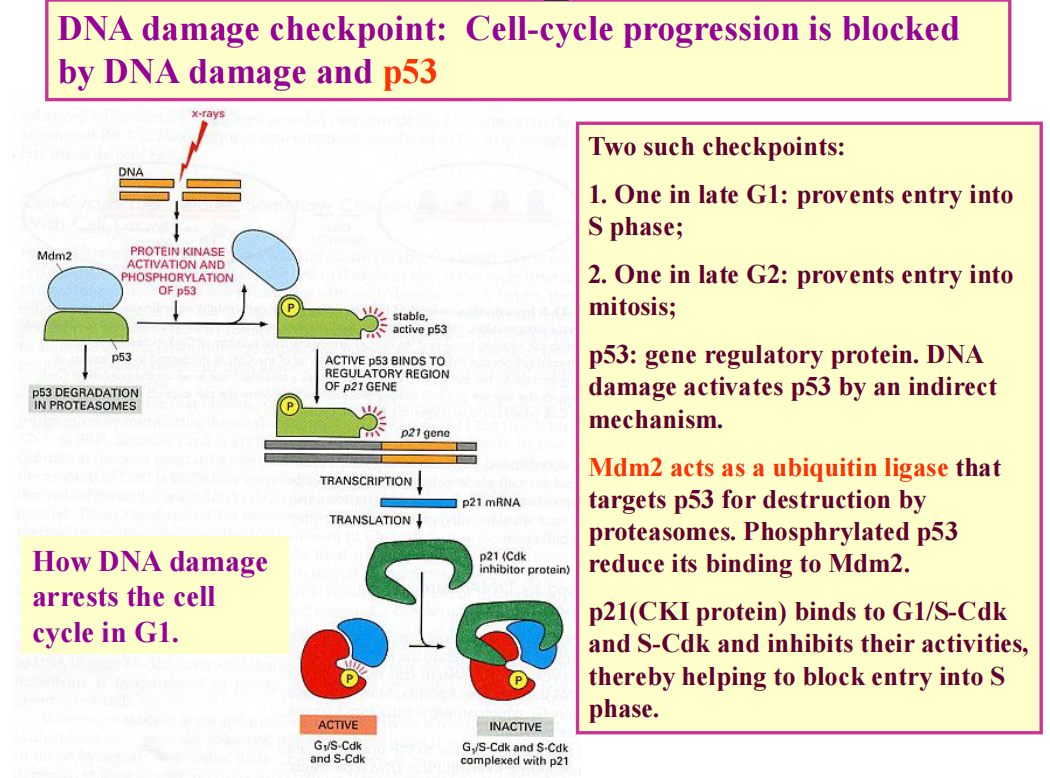 DNA damage checkpoint: Cell-cycle progression is blocked
by DNA damage and p53
x-rays
DNA
Mdm2
PROTEIN KINASE
ACTIVATION AND
PHOSPHORYLATION
OF p53
P
stable,
active p53
p53
p53 DEGRADATION
IN PROTEASOMES
ACTIVE p53 BINDS TO
REGULATORY REGION
OF p21 GENE
P
p21 gene
TRANSCRIPTION
p21 mRNA
TRANSLATION
p21 (Cdk
inhibitor protein)
P
P
ACTIVE
INACTIVE
G1/S-Cdk
and S-Cdk
G1/S-Cdk and S-Cdk
complexed with p21
How DNA damage
arrests the cell
cycle in G1.
Two such checkpoints:
1. One in late G1: provents entry into
S phase;
2. One in late G2: provents entry into
mitosis;
p53: gene regulatory protein. DNA
damage activates p53 by an indirect
mechanism.
Mdm2 acts as a ubiquitin ligase that
targets p53 for destruction by
proteasomes. Phosphrylated p53
reduce its binding to Mdm2.
p21(CKI protein) binds to G1/S-Cdk
and S-Cdk and inhibits their activities,
thereby helping to block entry into S
phase.